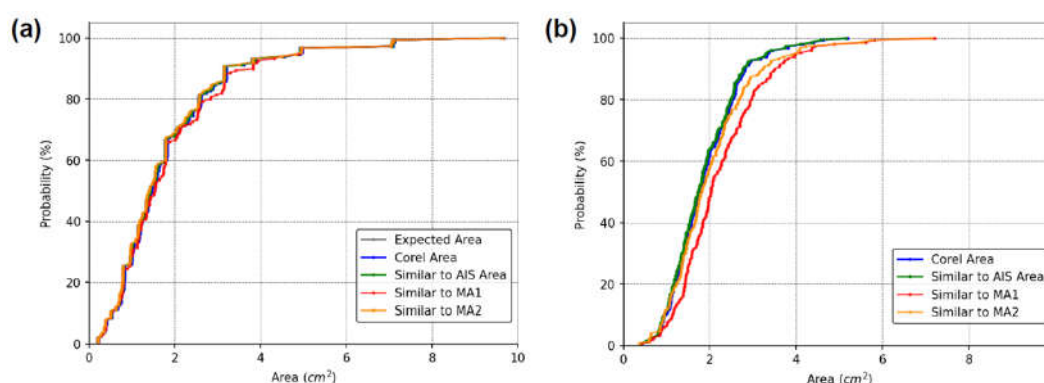 (a)
100
80
60
40
20
0
Probability (%)
Expected Area
Corel Area
Similar to AIS Area
Similar to MA1
Similar to MA2
0 2 4 6 8 10
Area (cm²)
(b)
100
80
60
40
20
0
Probability (%)
Corel Area
Similar to AIS Area
Similar to MA1
Similar to MA2
0 2 4 6 8
Area (cm²)